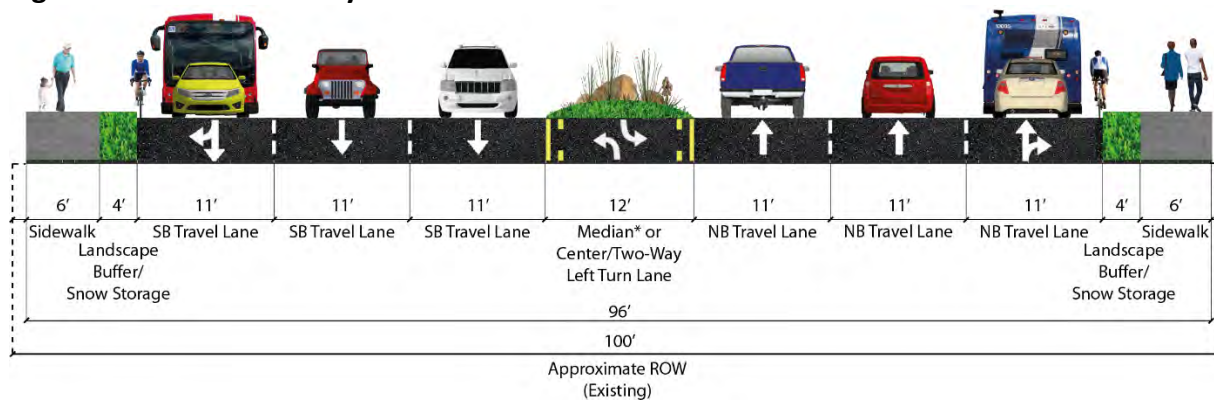 6'
4'
11'
11'
11'
12'
11'
11'
11'
4'
6'
Sidewalk
Landscape
Buffer/
Snow Storage
SB Travel Lane
SB Travel Lane
SB Travel Lane
Median* or
Center/Two-Way
Left Turn Lane
NB Travel Lane
NB Travel Lane
NB Travel Lane
Landscape
Buffer/
Snow Storage
Sidewalk
96'
100'
Approximate ROW
(Existing)